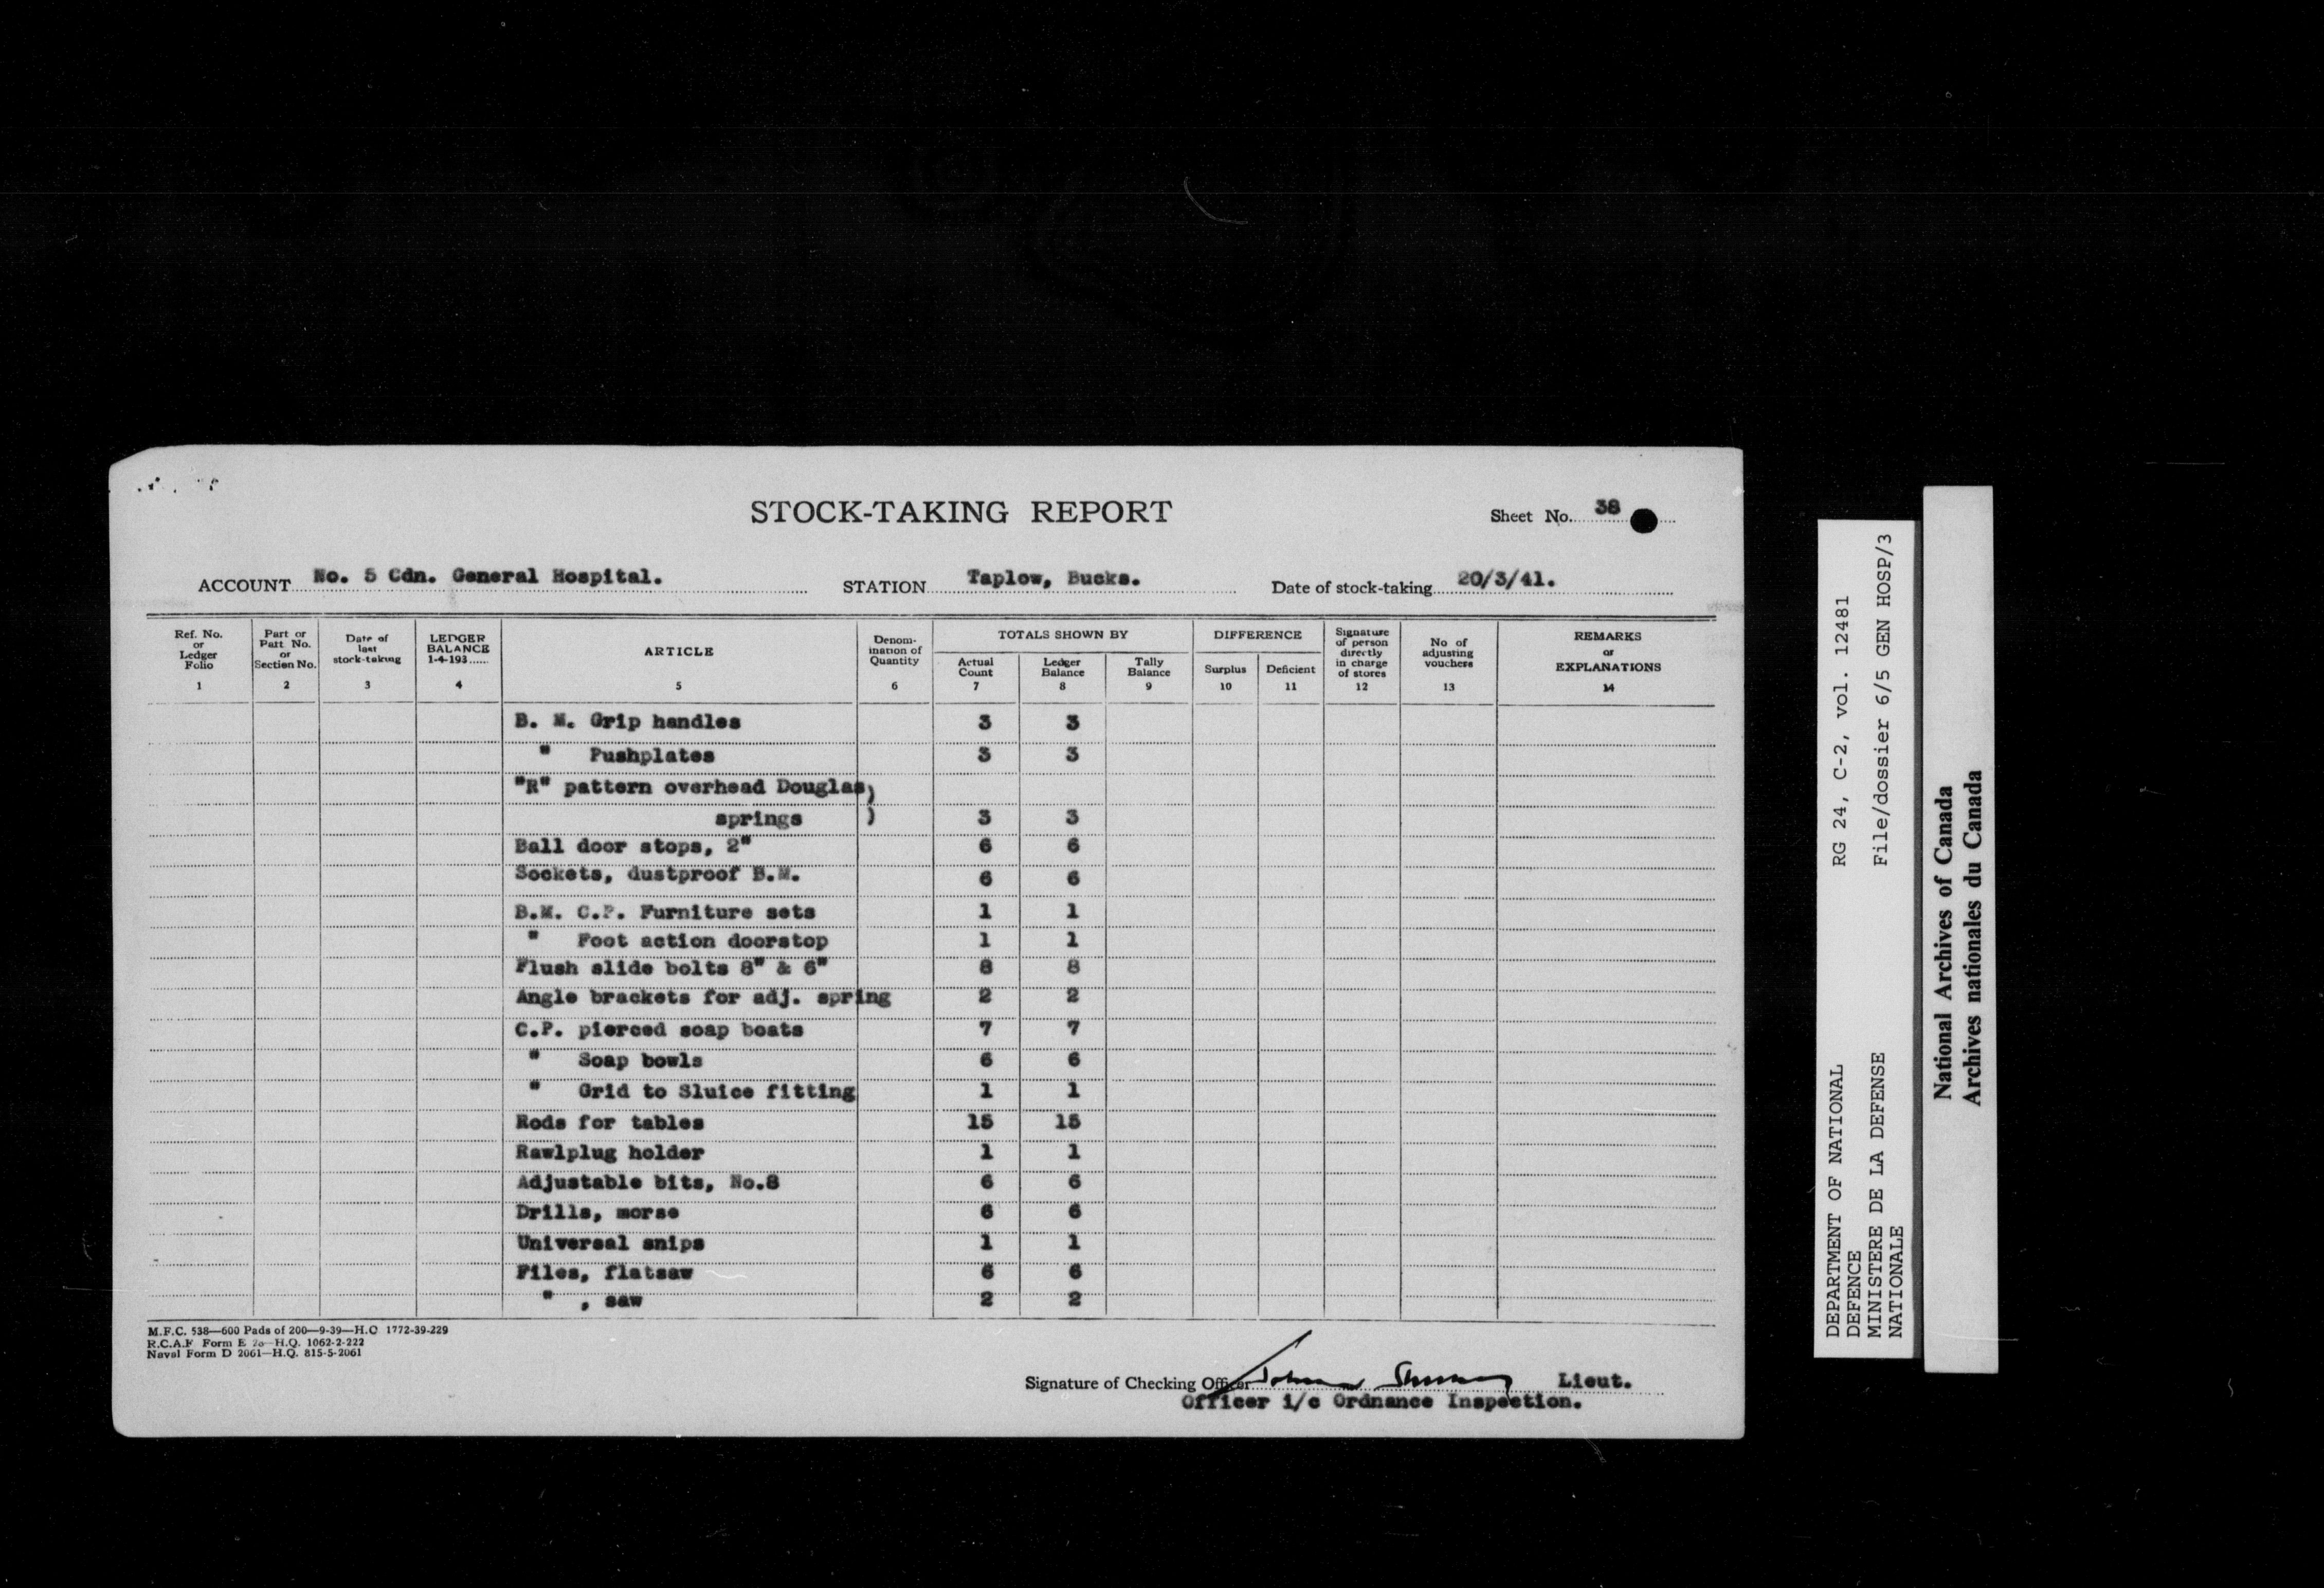 STOCK-TAKING REPORT
Sheet No. 38
ACCOUNT No. 5 Cdn. General Hospital. STATION Taplow, Bucks. Date of stock-taking 20/3/41.
Ref. No. or Ledger Folio 1
Part or Patt. No. or Section No. 2
Date of last stock-taking 3
LEDGER BALANCE 1-4-193...... 4
ARTICLE 5
Denomination of Quantity 6
TOTALS SHOWN BY
Actual Count 7
Ledger Balance 8
Tally Balance 9
DIFFERENCE
Surplus 10
Deficient 11
Signature of person directly in charge of stores 12
No of adjusting vouchers 13
REMARKS or EXPLANATIONS 14
B. M. Grip handles 3 3
" Pushplates 3 3
"R" pattern overhead Douglas )
springs ) 3 3
Ball door stops, 2" 6 6
Sockets, dustproof B.M. 6 6
B.M. C.P. Furniture sets 1 1
" Foot action doorstop 1 1
Flush slide bolts 8" & 6" 8 8
Angle brackets for adj. spring 2 2
C.P. pierced soap boats 7 7
" Soap bowls 6 6
" Grid to Sluice fitting 1 1
Rods for tables 15 15
Rawlplug holder 1 1
Adjustable bits, No.8 6 6
Drills, morse 6 6
Universal snips 1 1
Files, flatsaw 6 6
" , saw 2 2
M.F.C. 538—600 Pads of 200—9-39—H.Q 1772-39-229
R.C.A.F Form E 2a—H.Q. 1062-2-222
Naval Form D 2061—H.Q. 815-5-2061
Signature of Checking Officer Lieut.
Officer i/c Ordnance Inspection.
DEPARTMENT OF NATIONAL DEFENCE
MINISTERE DE LA DEFENSE NATIONALE
RG 24, C-2, vol. 12481
File/dossier 6/5 GEN HOSP/3
National Archives of Canada
Archives nationales du Canada